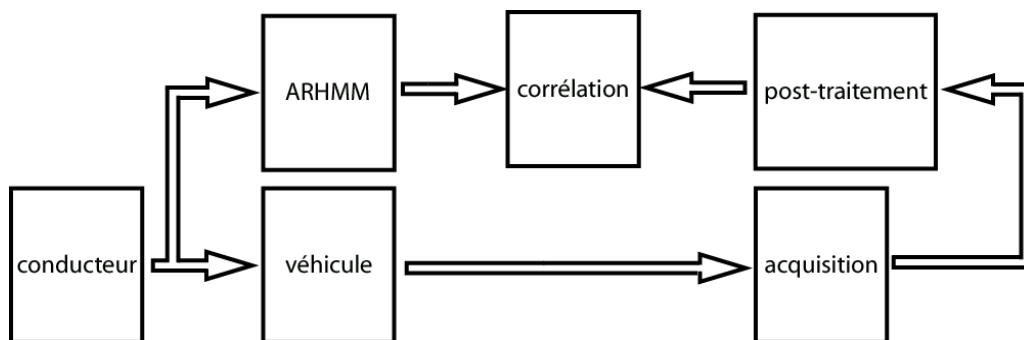 ARHMM
corrélation
post-traitement
conducteur
véhicule
acquisition